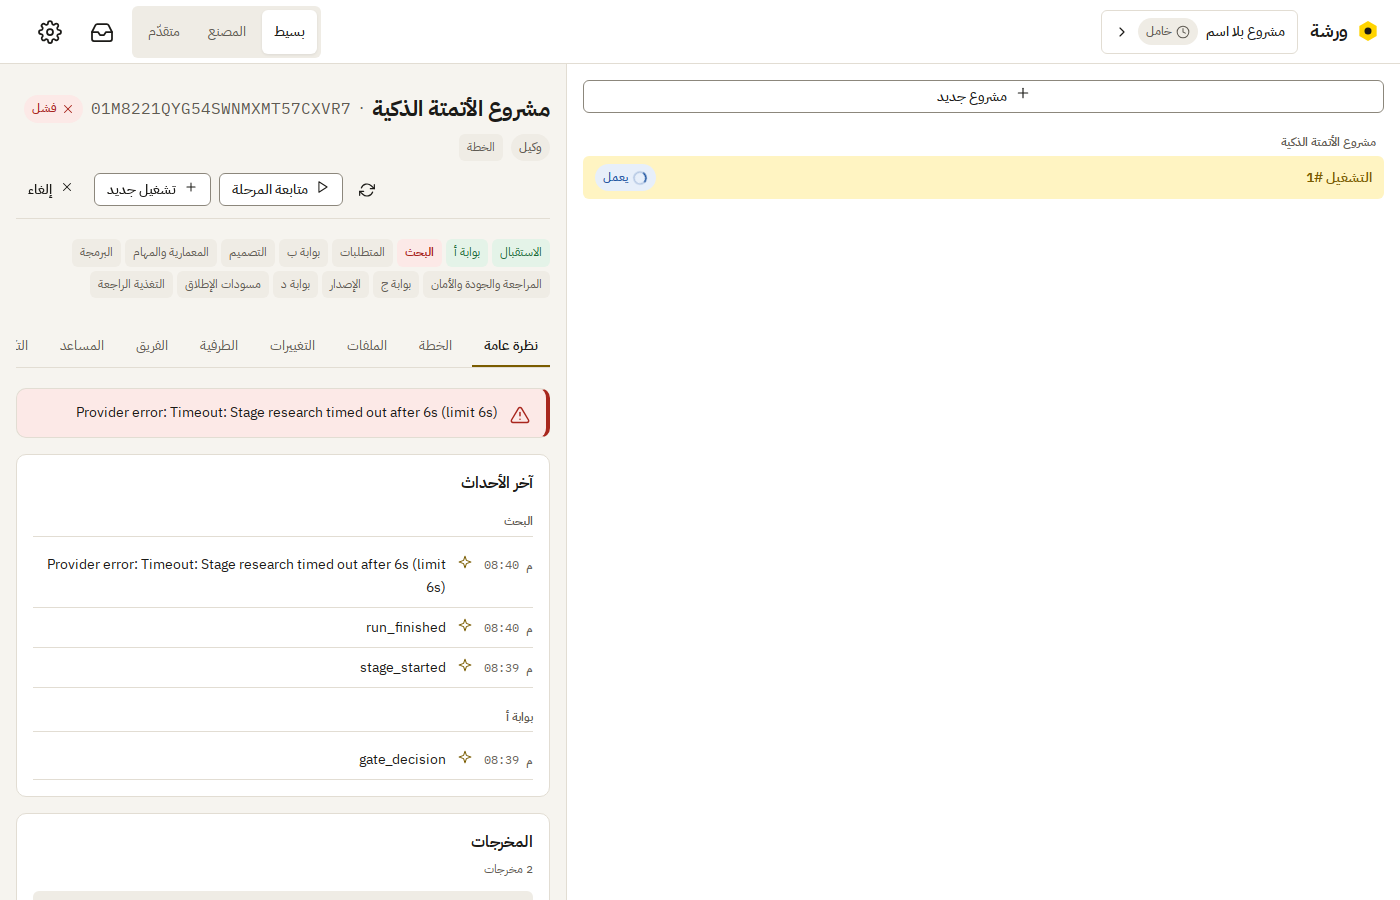 ورشة
مشروع بلا اسم
خامل
بسيط
المصنع
متقدّم
مشروع جديد
مشروع الأتمتة الذكية
التشغيل #1
يعمل
مشروع الأتمتة الذكية · 01M8221QYG54SWNMXMT57CXVR7
فشل
وكيل
الخطة
متابعة المرحلة
تشغيل جديد
إلغاء
الاستقبال
بوابة أ
البحث
المتطلبات
بوابة ب
التصميم
المعمارية والمهام
البرمجة
المراجعة والجودة والأمان
بوابة ج
الإصدار
بوابة د
مسودات الإطلاق
التغذية الراجعة
نظرة عامة
الخطة
الملفات
التغييرات
الطرفية
الفريق
المساعد
Provider error: Timeout: Stage research timed out after 6s (limit 6s)
آخر الأحداث
البحث
08:40 م
Provider error: Timeout: Stage research timed out after 6s (limit
6s)
08:40 م
run_finished
08:39 م
stage_started
بوابة أ
08:39 م
gate_decision
المخرجات
2 مخرجات